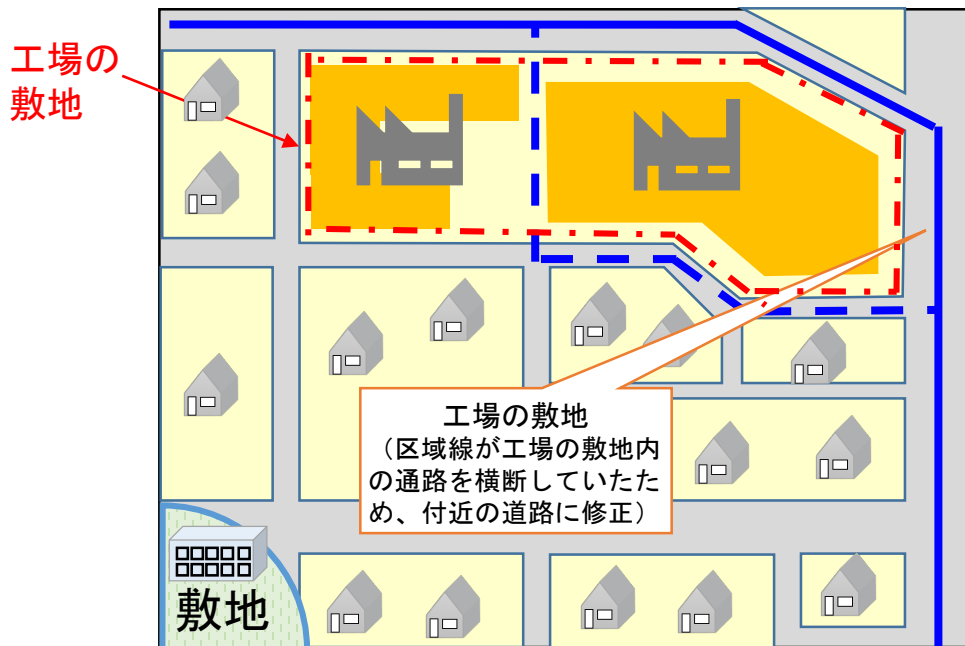 工場の
敷地
工場の敷地
（区域線が工場の敷地内
の通路を横断していたた
め、付近の道路に修正）
敷地